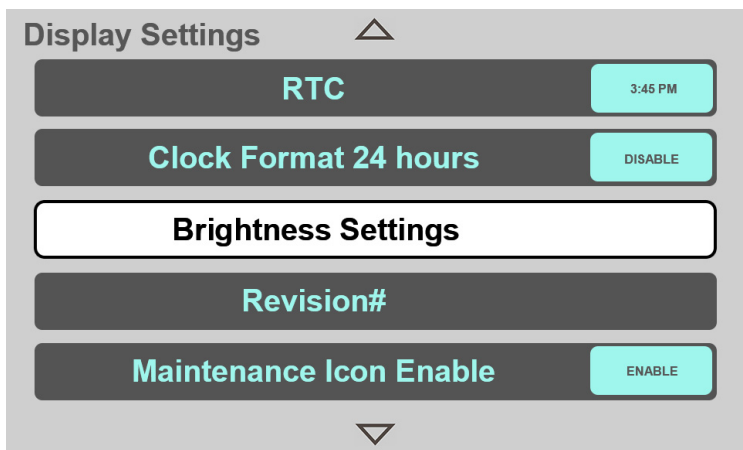 Display Settings
RTC
3:45 PM
Clock Format 24 hours
DISABLE
Brightness Settings
Revision#
Maintenance Icon Enable
ENABLE